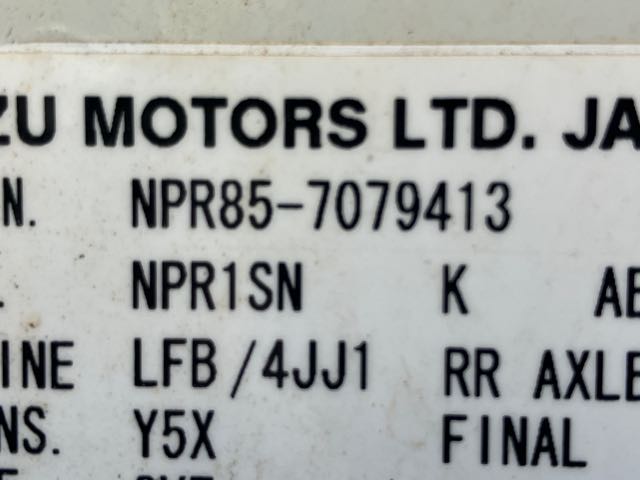 ZU MOTORS LTD. JA
N. NPR85-7079413
. NPR1SN K AB
INE LFB/4JJ1 RR AXLE
NS. Y5X FINAL